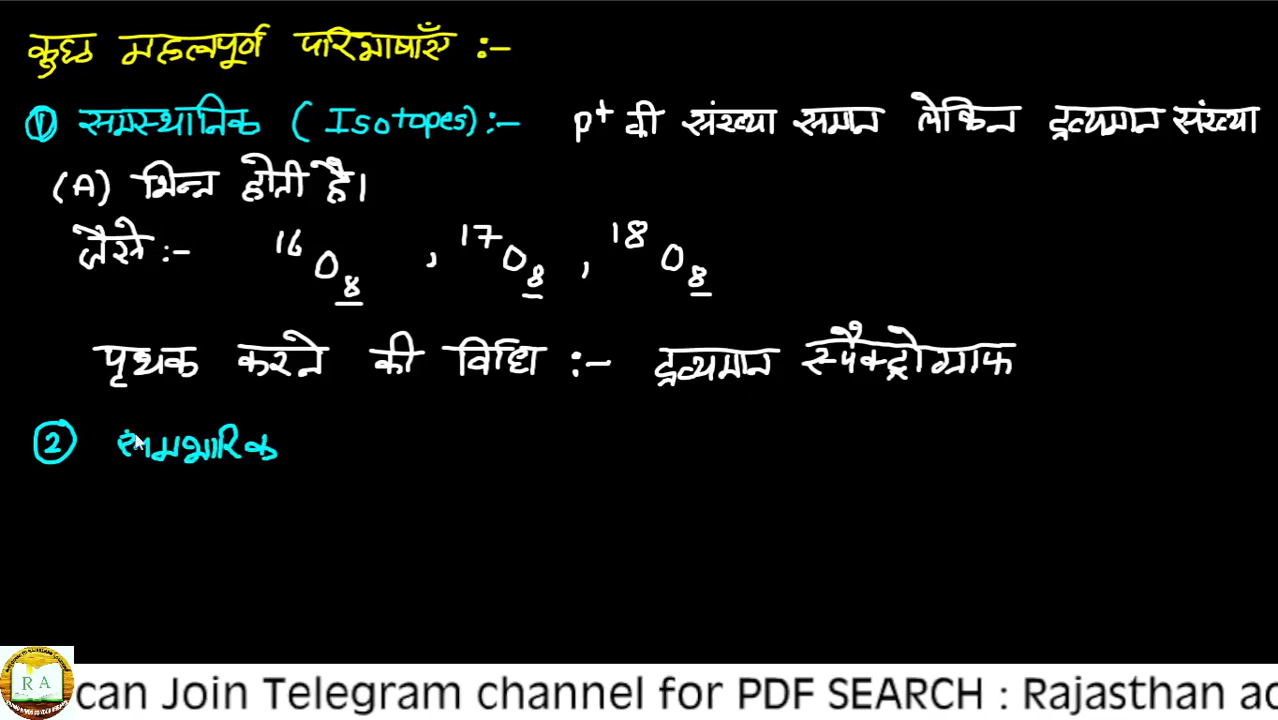 कुछ महत्वपूर्ण परिभाषाएँ :-
① समस्थानिक ( Isotopes) :- p⁺ की संख्या समान लेकिन द्रव्यमान संख्या
(A) भिन्न होती है।
जैसे :- ¹⁶O₈ , ¹⁷O₈ , ¹⁸O₈
पृथक करने की विधि :- द्रव्यमान स्पैक्ट्रोग्राफ
② समभारिक
R A
can Join Telegram channel for PDF SEARCH : Rajasthan ac